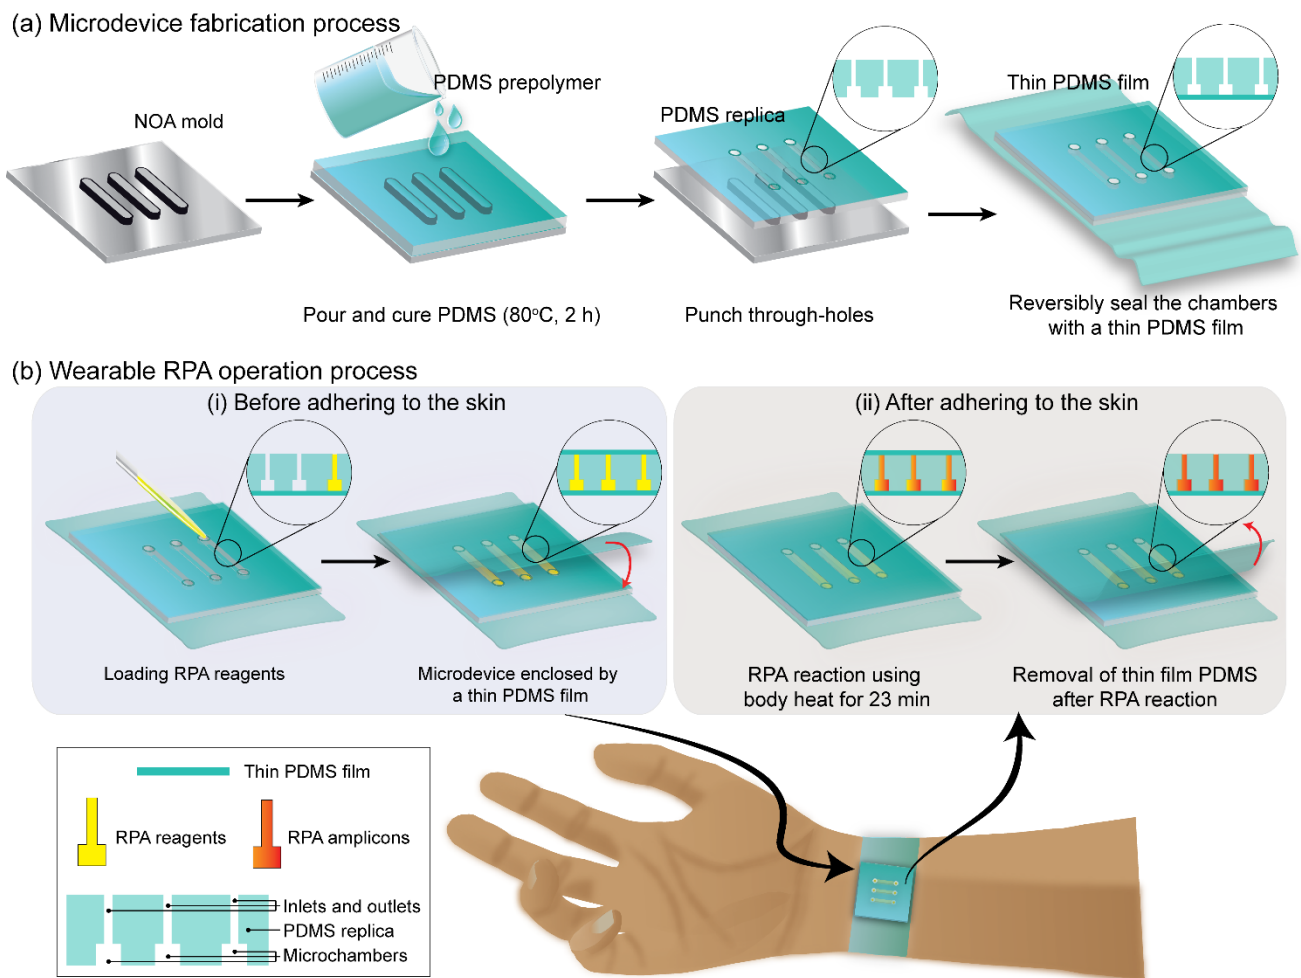 (a) Microdevice fabrication process
NOA mold
PDMS prepolymer
PDMS replica
Thin PDMS film
Pour and cure PDMS (80°C, 2 h)
Punch through-holes
Reversibly seal the chambers
with a thin PDMS film
(b) Wearable RPA operation process
(i) Before adhering to the skin
Loading RPA reagents
Microdevice enclosed by
a thin PDMS film
(ii) After adhering to the skin
RPA reaction using
body heat for 23 min
Removal of thin film PDMS
after RPA reaction
Thin PDMS film
RPA reagents
RPA amplicons
Inlets and outlets
PDMS replica
Microchambers